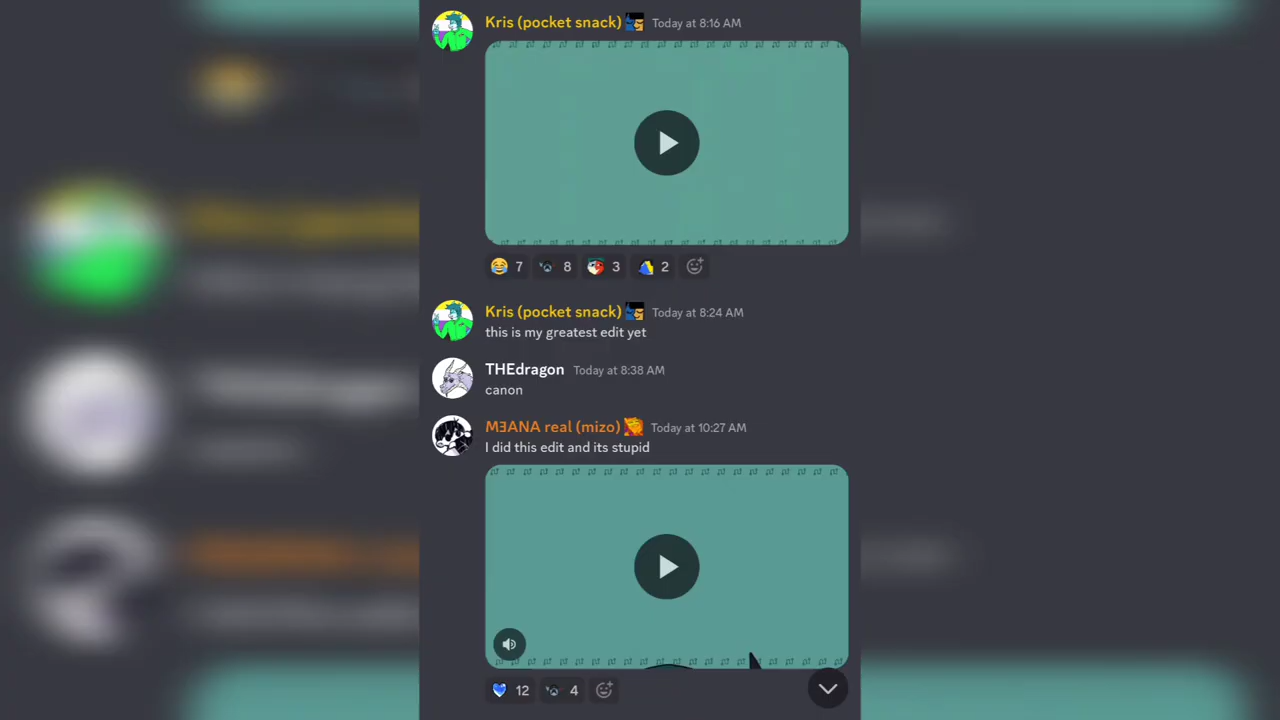 Kris (pocket snack) Today at 8:16 AM
7 8 3 2
Kris (pocket snack) Today at 8:24 AM
this is my greatest edit yet
THEdragon Today at 8:38 AM
canon
MƎANA real (mizo) Today at 10:27 AM
I did this edit and its stupid
12 4